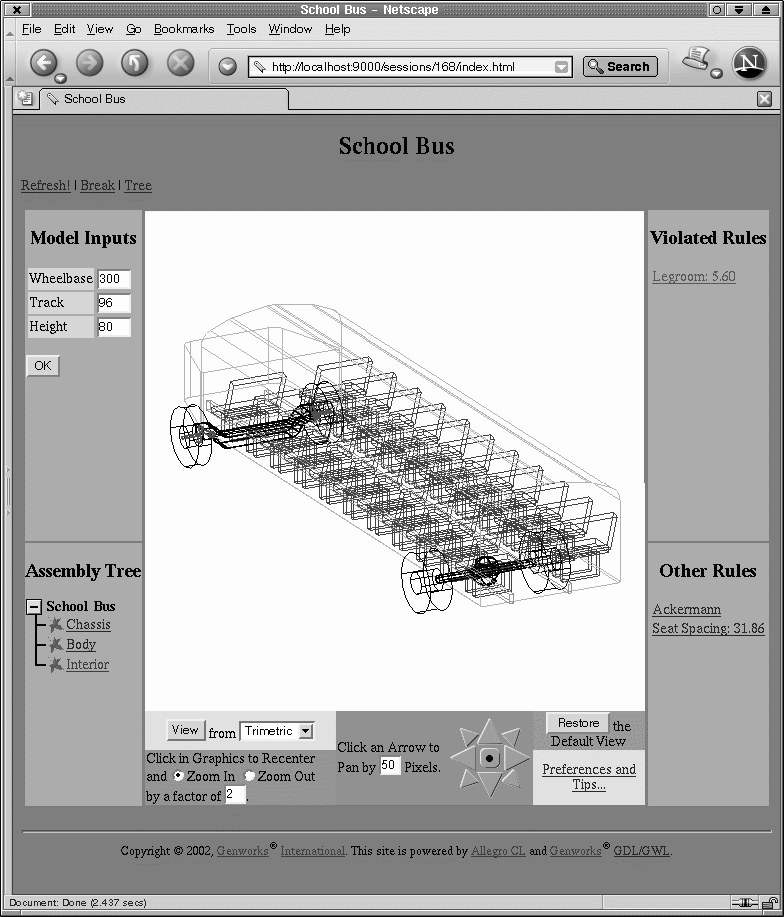 School Bus - Netscape
File Edit View Go Bookmarks Tools Window Help
http://localhost:9000/sessions/168/index.html Search N
School Bus
School Bus
Refresh! | Break | Tree
Model Inputs
Wheelbase 300
Track 96
Height 80
OK
Violated Rules
Legroom: 5.60
Assembly Tree
School Bus
Chassis
Body
Interior
Other Rules
Ackermann
Seat Spacing: 31.86
View from Trimetric
Click in Graphics to Recenter
and Zoom In Zoom Out
by a factor of 2.
Click an Arrow to
Pan by 50 Pixels.
Restore the
Default View
Preferences and
Tips...
Copyright © 2002, Genworks® International. This site is powered by Allegro CL and Genworks® GDL/GWL.
Document: Done (2.437 secs)